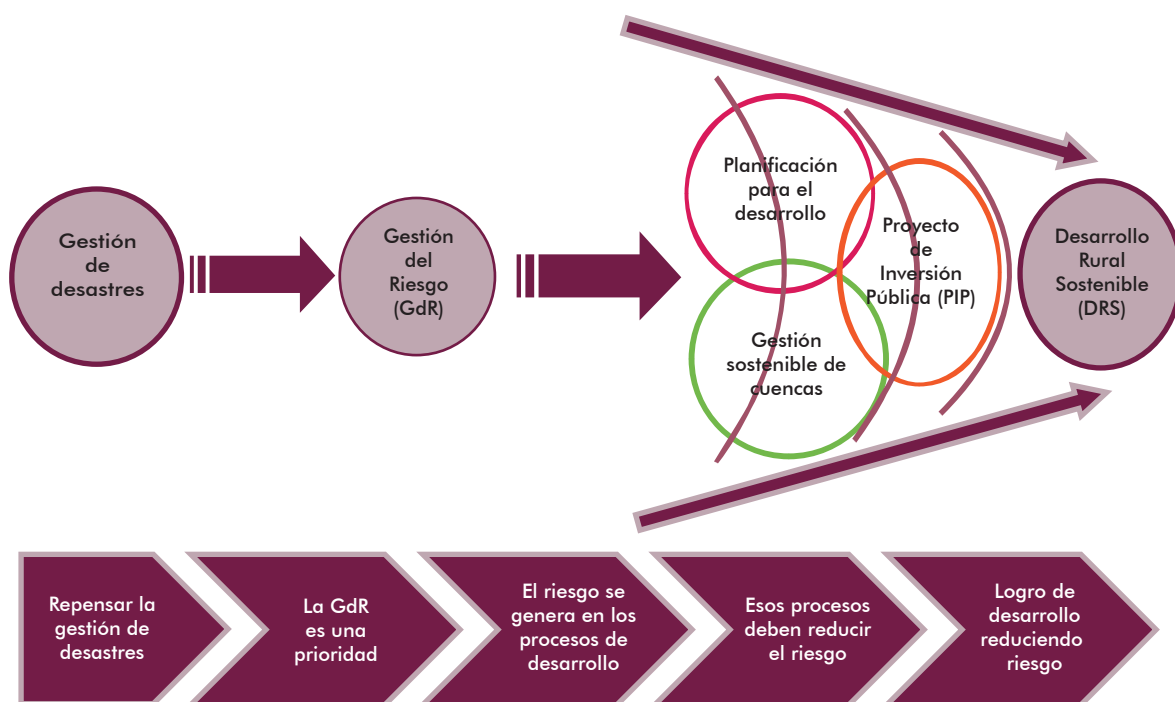 Gestión
de
desastres
Gestión
del
Riesgo
(GdR)
Planificación
para el
desarrollo
Proyecto
de
Inversión
Pública (PIP)
Gestión
sostenible de
cuencas
Desarrollo
Rural
Sostenible
(DRS)
Repensar la
gestión de
desastres
La GdR
es una
prioridad
El riesgo se
genera en los
procesos de
desarrollo
Esos procesos
deben reducir
el riesgo
Logro de
desarrollo
reduciendo
riesgo